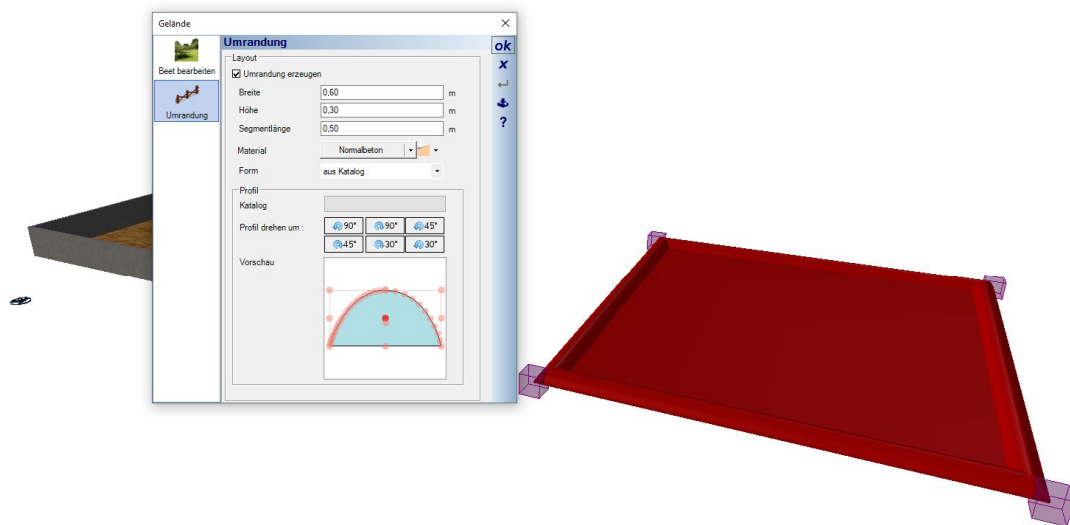 Gelände
Umrandung
ok
x
Beet bearbeiten
Umrandung
?
Layout
Umrandung erzeugen
Breite 0,60 m
Höhe 0,30 m
Segmentlänge 0,50 m
Material Normalbeton
Form aus Katalog
Profil
Katalog
Profil drehen um : 90° 90° 45°
45° 30° 30°
Vorschau